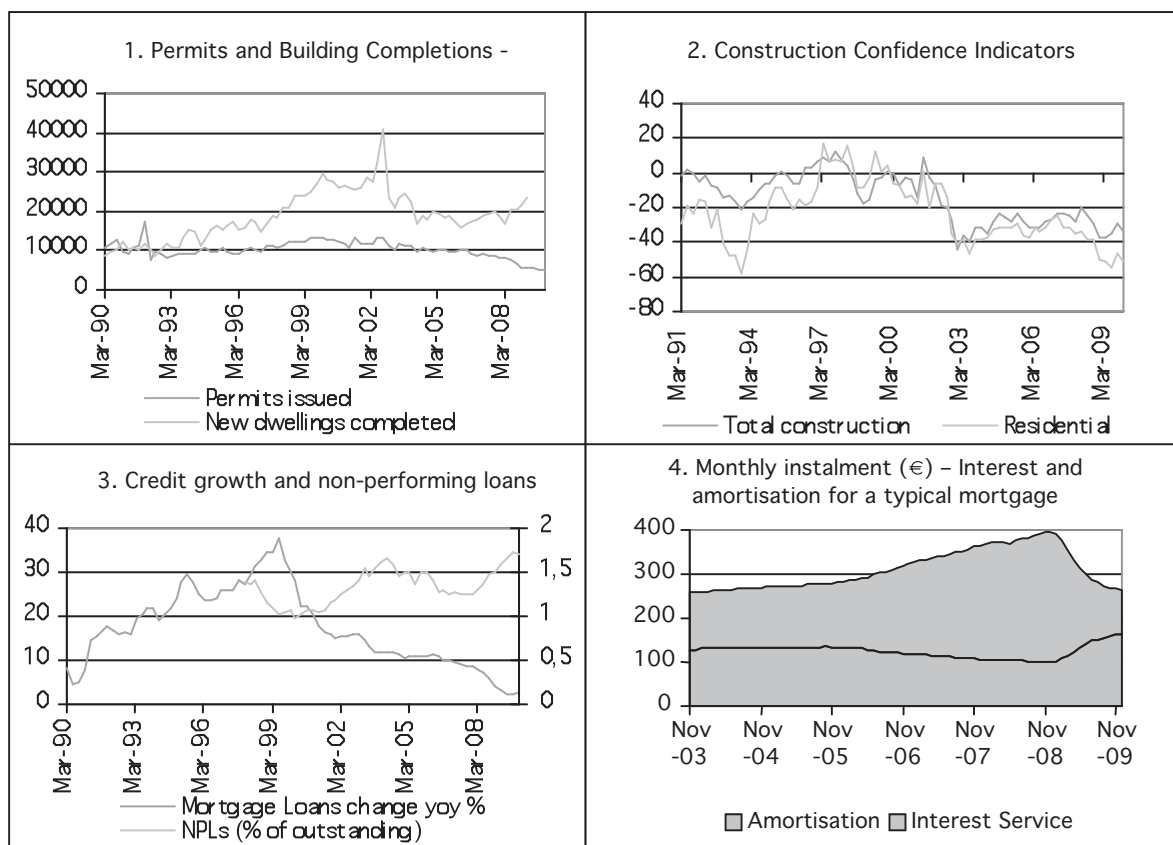 1. Permits and Building Completions -
50000
40000
30000
20000
10000
0
Mar-90
Mar-93
Mar-96
Mar-99
Mar-02
Mar-05
Mar-08
Permits issued
New dwellings completed
2. Construction Confidence Indicators
40
20
0
-20
-40
-60
-80
Mar-91
Mar-94
Mar-97
Mar-00
Mar-03
Mar-06
Mar-09
Total construction
Residential
3. Credit growth and non-performing loans
40
30
20
10
0
2
1,5
1
0,5
0
Mar-90
Mar-93
Mar-96
Mar-99
Mar-02
Mar-05
Mar-08
Mortgage Loans change yoy %
NPLs (% of outstanding)
4. Monthly instalment (€) – Interest and
amortisation for a typical mortgage
400
300
200
100
0
Nov Nov Nov Nov Nov Nov Nov
-03 -04 -05 -06 -07 -08 -09
Amortisation Interest Service